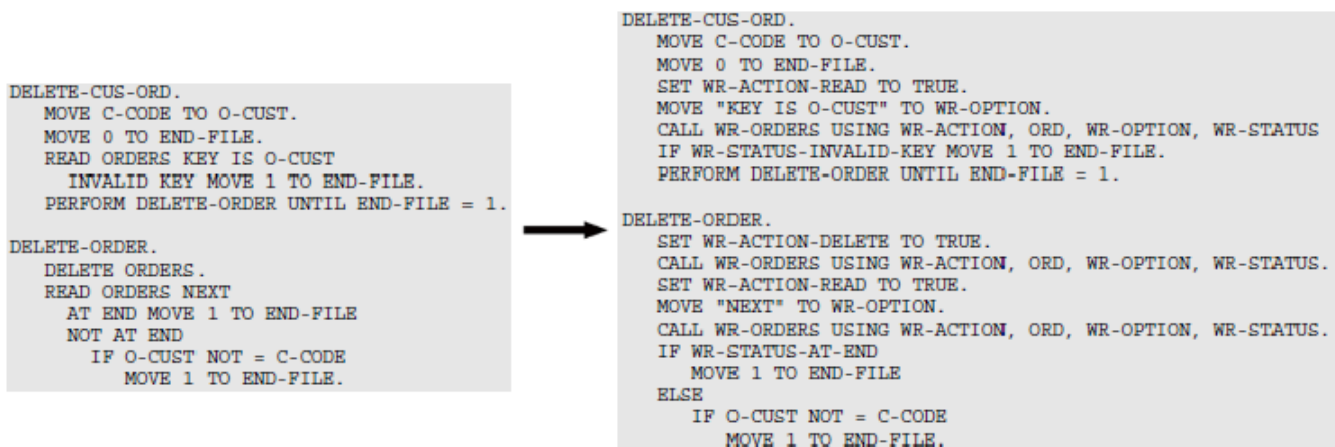 DELETE-CUS-ORD.
MOVE C-CODE TO O-CUST.
MOVE 0 TO END-FILE.
READ ORDERS KEY IS O-CUST
INVALID KEY MOVE 1 TO END-FILE.
PERFORM DELETE-ORDER UNTIL END-FILE = 1.
DELETE-ORDER.
DELETE ORDERS.
READ ORDERS NEXT
AT END MOVE 1 TO END-FILE
NOT AT END
IF O-CUST NOT = C-CODE
MOVE 1 TO END-FILE.
DELETE-CUS-ORD.
MOVE C-CODE TO O-CUST.
MOVE 0 TO END-FILE.
SET WR-ACTION-READ TO TRUE.
MOVE "KEY IS O-CUST" TO WR-OPTION.
CALL WR-ORDERS USING WR-ACTION, ORD, WR-OPTION, WR-STATUS
IF WR-STATUS-INVALID-KEY MOVE 1 TO END-FILE.
PERFORM DELETE-ORDER UNTIL END-FILE = 1.
DELETE-ORDER.
SET WR-ACTION-DELETE TO TRUE.
CALL WR-ORDERS USING WR-ACTION, ORD, WR-OPTION, WR-STATUS.
SET WR-ACTION-READ TO TRUE.
MOVE "NEXT" TO WR-OPTION.
CALL WR-ORDERS USING WR-ACTION, ORD, WR-OPTION, WR-STATUS.
IF WR-STATUS-AT-END
MOVE 1 TO END-FILE
ELSE
IF O-CUST NOT = C-CODE
MOVE 1 TO END-FILE.